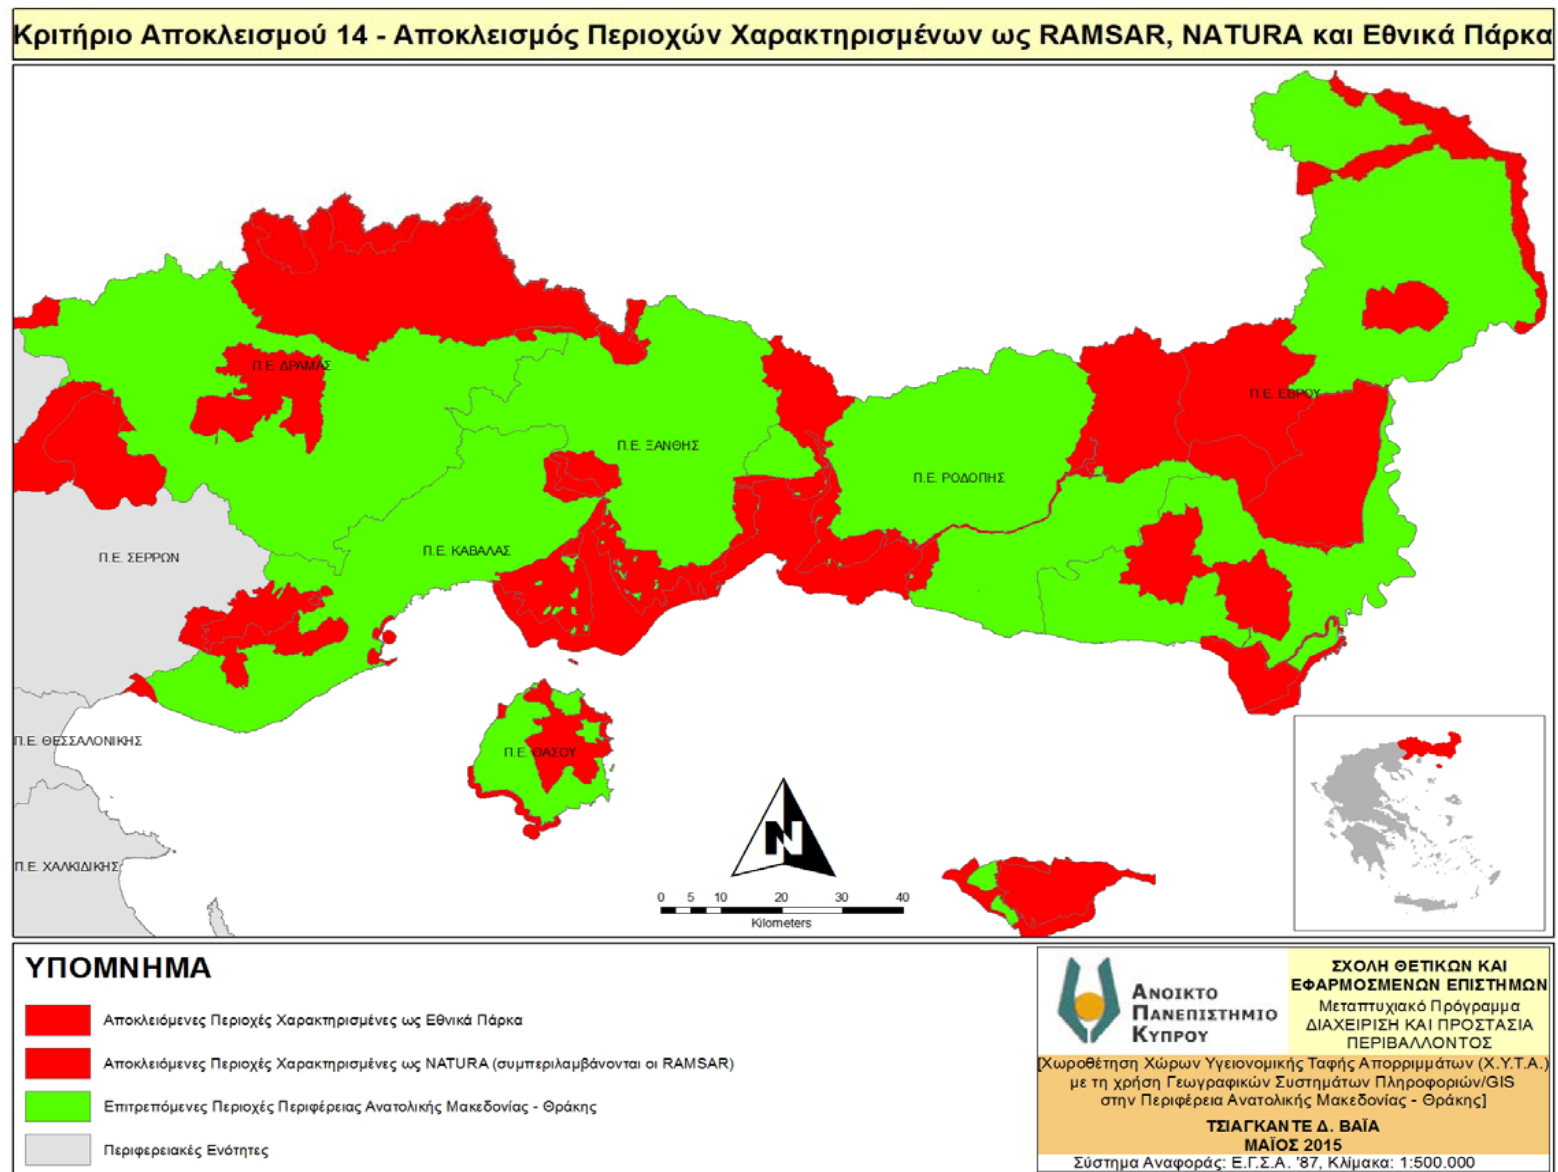 Κριτήριο Αποκλεισμού 14 - Αποκλεισμός Περιοχών Χαρακτηρισμένων ως RAMSAR, NATURA και Εθνικά Πάρκα
Π.Ε. ΔΡΑΜΑΣ
Π.Ε. ΕΒΡΟΥ
Π.Ε. ΞΑΝΘΗΣ
Π.Ε. ΡΟΔΟΠΗΣ
Π.Ε. ΚΑΒΑΛΑΣ
Π.Ε. ΣΕΡΡΩΝ
Π.Ε. ΘΕΣΣΑΛΟΝΙΚΗΣ
Π.Ε. ΘΑΣΟΥ
Π.Ε. ΧΑΛΚΙΔΙΚΗΣ
N
0 5 10 20 30 40
Kilometers
ΥΠΟΜΝΗΜΑ
Αποκλειόμενες Περιοχές Χαρακτηρισμένες ως Εθνικά Πάρκα
Αποκλειόμενες Περιοχές Χαρακτηρισμένες ως NATURA (συμπεριλαμβάνονται οι RAMSAR)
Επιτρεπόμενες Περιοχές Περιφέρειας Ανατολικής Μακεδονίας - Θράκης
Περιφερειακές Ενότητες
ΑΝΟΙΚΤΟ
ΠΑΝΕΠΙΣΤΗΜΙΟ
ΚΥΠΡΟΥ
ΣΧΟΛΗ ΘΕΤΙΚΩΝ ΚΑΙ
ΕΦΑΡΜΟΣΜΕΝΩΝ ΕΠΙΣΤΗΜΩΝ
Μεταπτυχιακό Πρόγραμμα
ΔΙΑΧΕΙΡΙΣΗ ΚΑΙ ΠΡΟΣΤΑΣΙΑ
ΠΕΡΙΒΑΛΛΟΝΤΟΣ
[Χωροθέτηση Χώρων Υγειονομικής Ταφής Απορριμμάτων (Χ.Υ.Τ.Α.)
με τη χρήση Γεωγραφικών Συστημάτων Πληροφοριών/GIS
στην Περιφέρεια Ανατολικής Μακεδονίας - Θράκης]
ΤΣΙΑΓΚΑΝΤΕ Δ. ΒΑΪΑ
ΜΑΪΟΣ 2015
Σύστημα Αναφοράς: Ε.Γ.Σ.Α. '87, Κλίμακα: 1:500.000